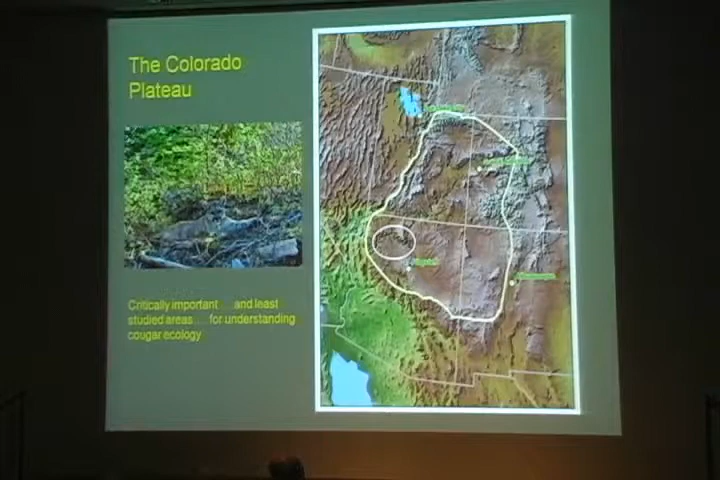 The Colorado
Plateau
Critically important ... and least
studied areas ... for understanding
cougar ecology